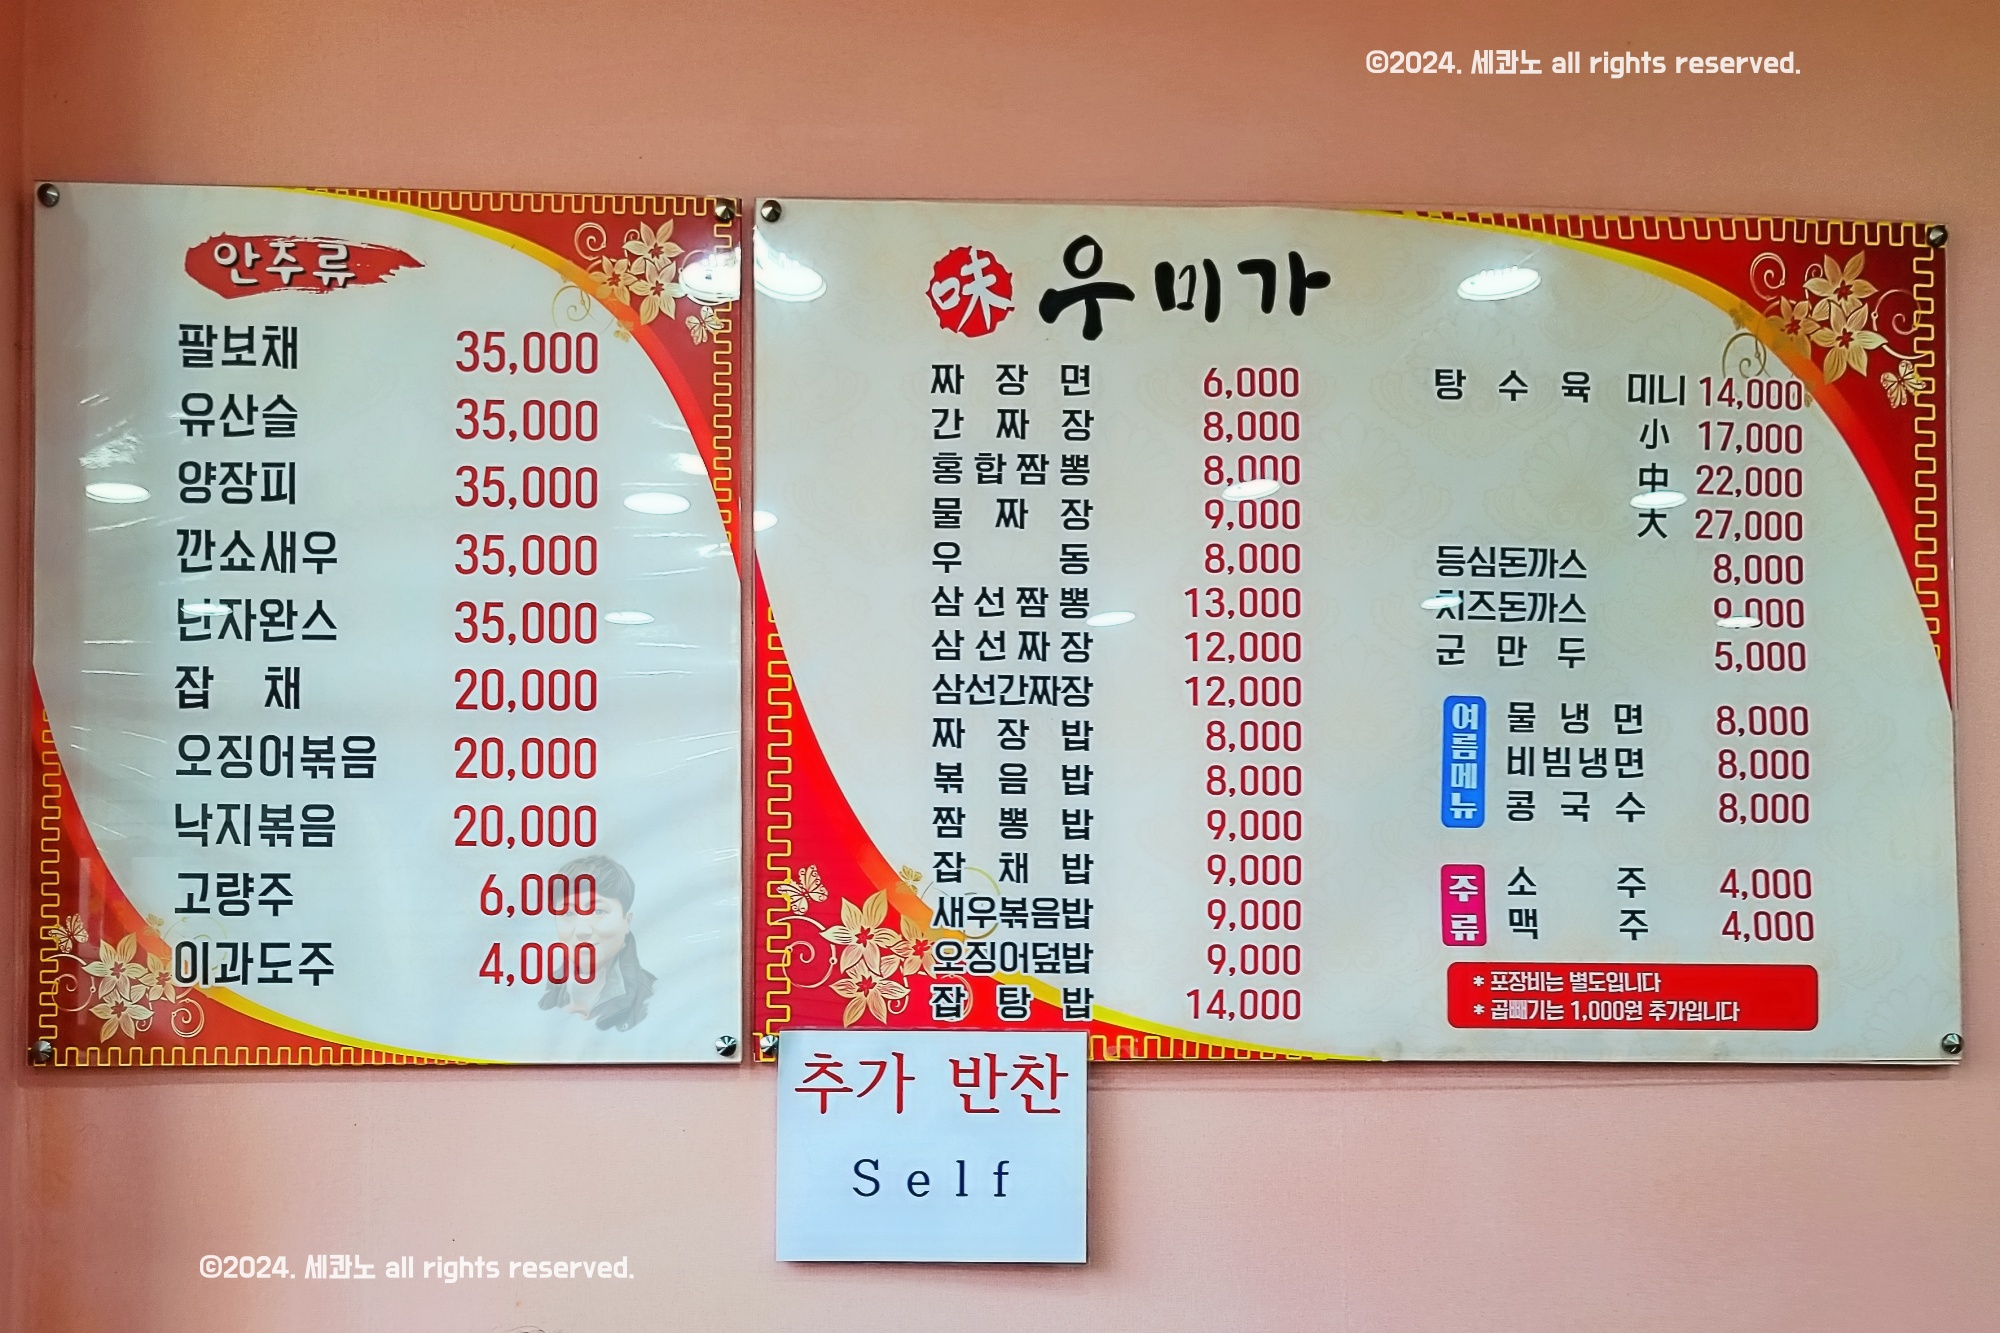 ©2024. 세콴노 all rights reserved.
안주류
팔보채 35,000
유산슬 35,000
양장피 35,000
깐쇼새우 35,000
난자완스 35,000
잡 채 20,000
오징어볶음 20,000
낙지볶음 20,000
고량주 6,000
이과도주 4,000
味 우미가
짜 장 면 6,000
간 짜 장 8,000
홍합짬뽕 8,000
물 짜 장 9,000
우 동 8,000
삼선짬뽕 13,000
삼선짜장 12,000
삼선간짜장 12,000
짜 장 밥 8,000
볶 음 밥 8,000
짬 뽕 밥 9,000
잡 채 밥 9,000
새우볶음밥 9,000
오징어덮밥 9,000
잡 탕 밥 14,000
탕 수 육 미니 14,000
小 17,000
中 22,000
大 27,000
등심돈까스 8,000
치즈돈까스 9,000
군 만 두 5,000
여름메뉴
물 냉 면 8,000
비빔냉면 8,000
콩 국 수 8,000
주류
소 주 4,000
맥 주 4,000
* 포장비는 별도입니다
* 곱빼기는 1,000원 추가입니다
추가 반찬
Self
©2024. 세콴노 all rights reserved.